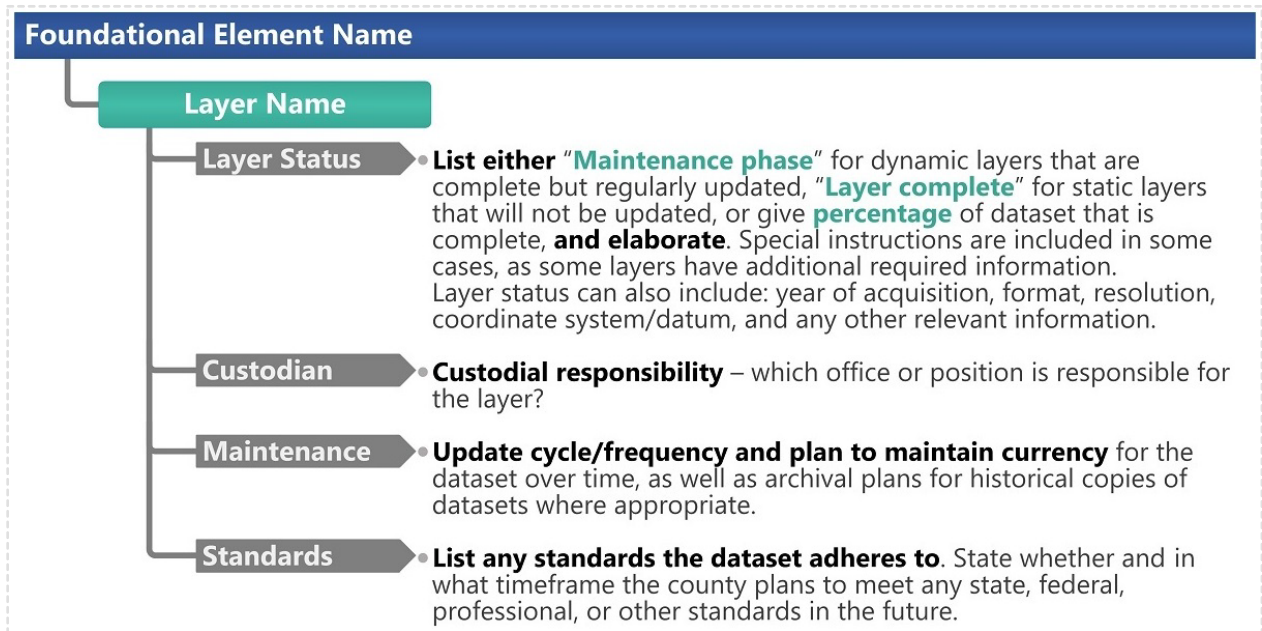 Foundational Element Name
Layer Name
Layer Status
List either “Maintenance phase” for dynamic layers that are
complete but regularly updated, “Layer complete” for static layers
that will not be updated, or give percentage of dataset that is
complete, and elaborate. Special instructions are included in some
cases, as some layers have additional required information.
Layer status can also include: year of acquisition, format, resolution,
coordinate system/datum, and any other relevant information.
Custodian
Custodial responsibility – which office or position is responsible for
the layer?
Maintenance
Update cycle/frequency and plan to maintain currency for the
dataset over time, as well as archival plans for historical copies of
datasets where appropriate.
Standards
List any standards the dataset adheres to. State whether and in
what timeframe the county plans to meet any state, federal,
professional, or other standards in the future.